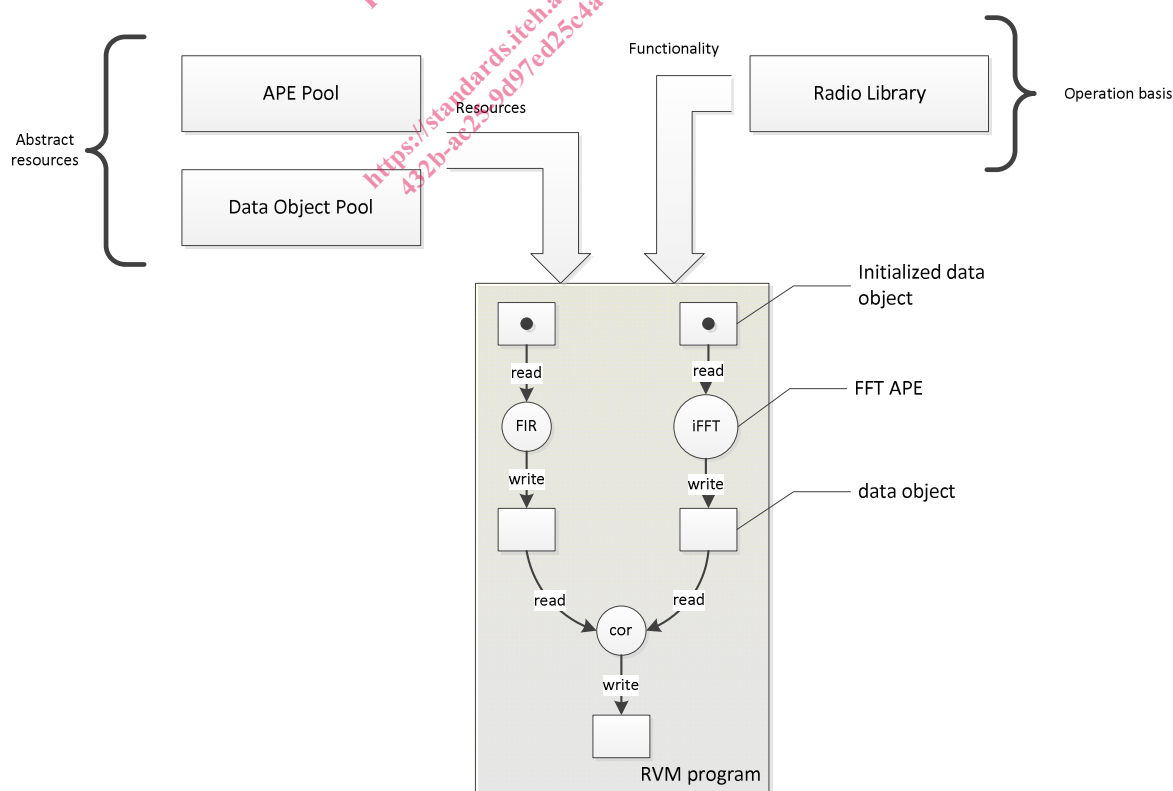 https://standards.iteh.a
432b-ac25-9d97ed25c4a
Functionality
APE Pool
Radio Library
Operation basis
Resources
Abstract
resources
Data Object Pool
Initialized data
object
read
read
FFT APE
FIR
iFFT
write
write
data object
read
read
cor
write
RVM program